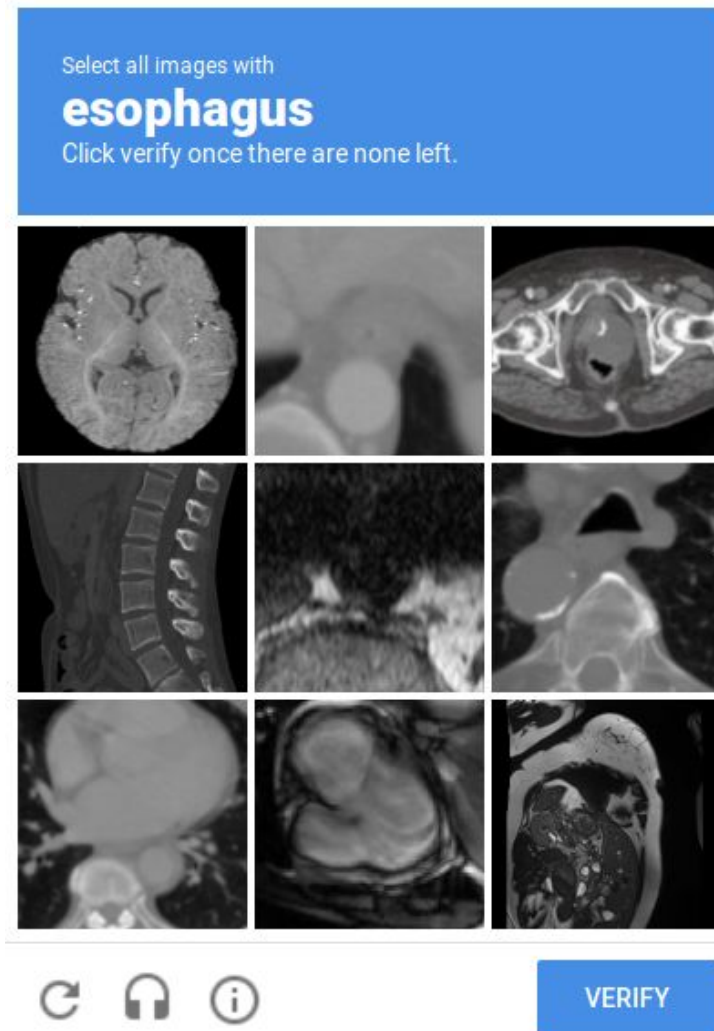 Select all images with
esophagus
Click verify once there are none left.
VERIFY